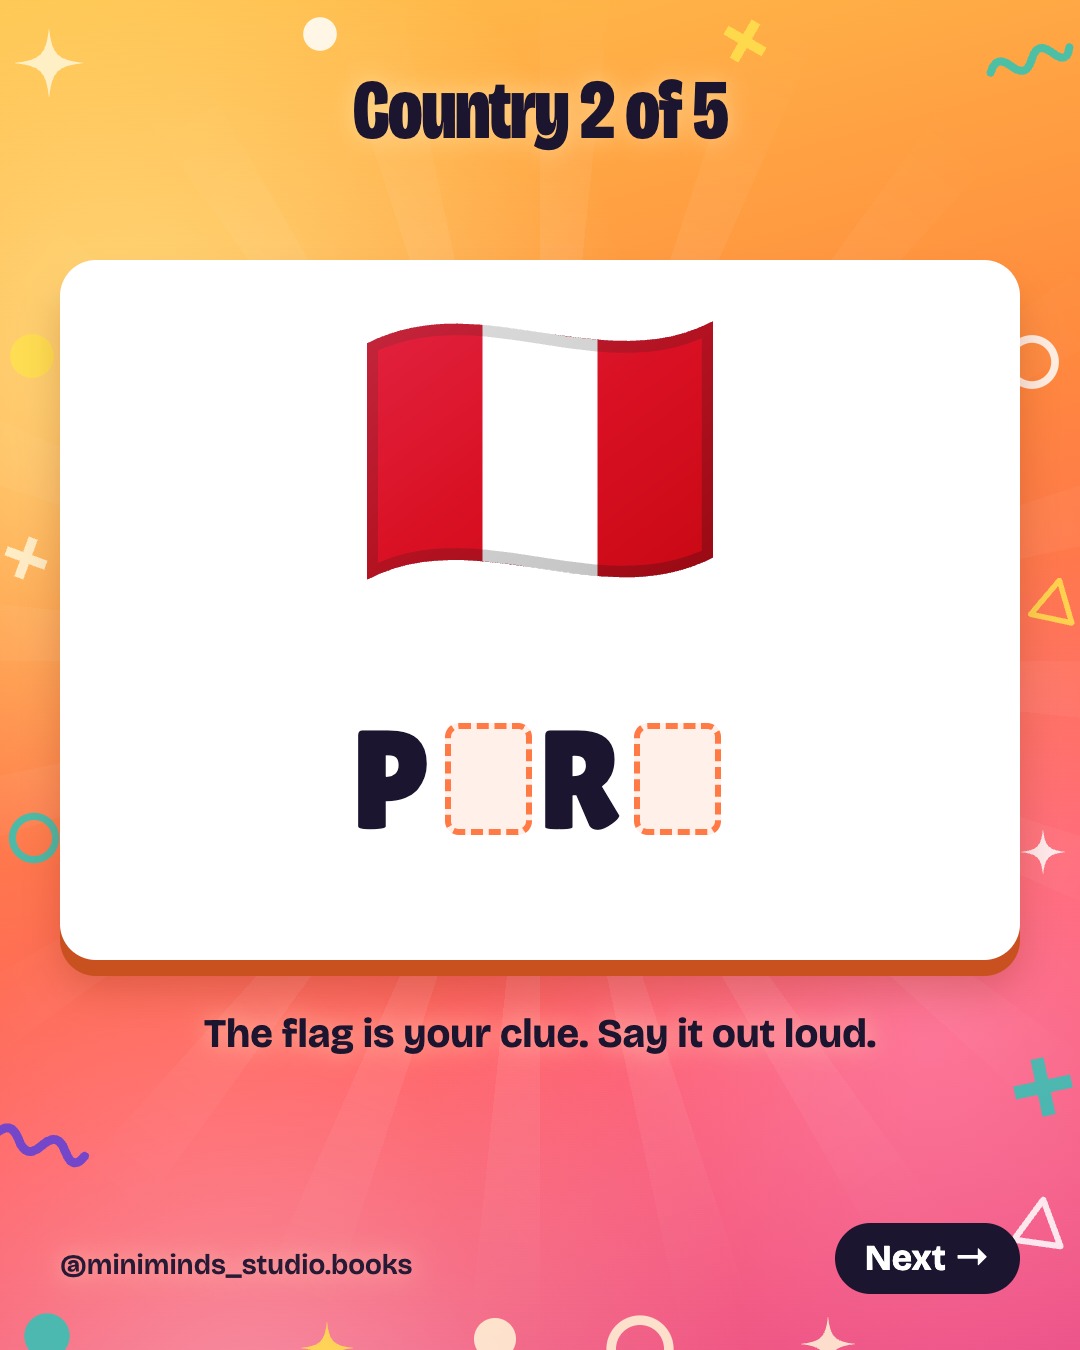 Country 2 of 5
P R
The flag is your clue. Say it out loud.
@miniminds_studio.books
Next →